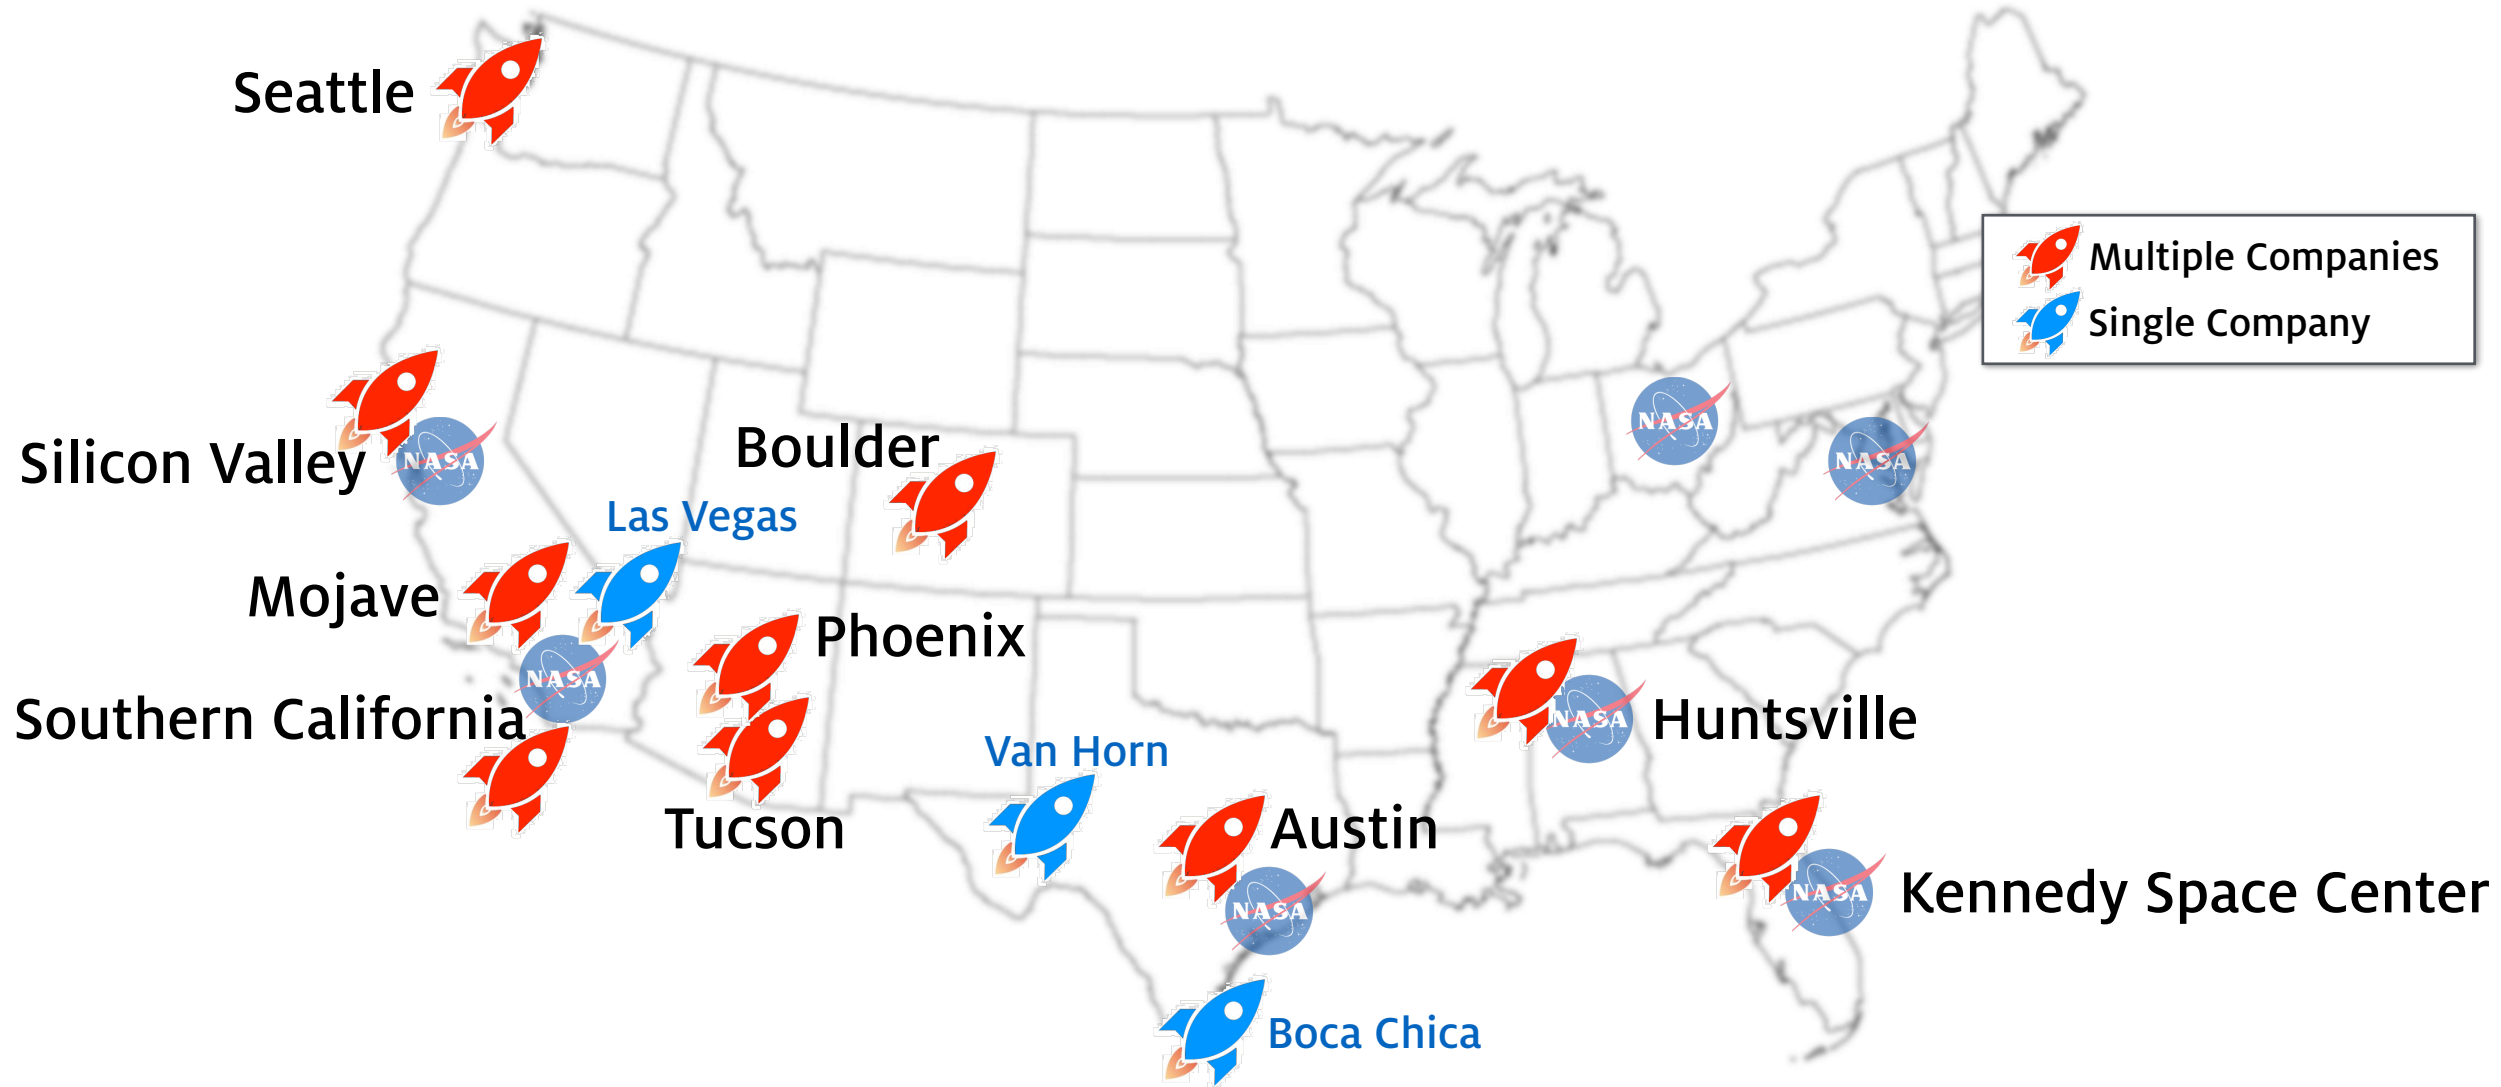 Seattle
Multiple Companies
Single Company
NASA
NASA
Boulder
Silicon Valley
NASA
NASA
Las Vegas
Mojave
Phoenix
NASA
Southern California
Huntsville
NASA
Van Horn
Tucson
Austin
NASA
Kennedy Space Center
NASA
Boca Chica